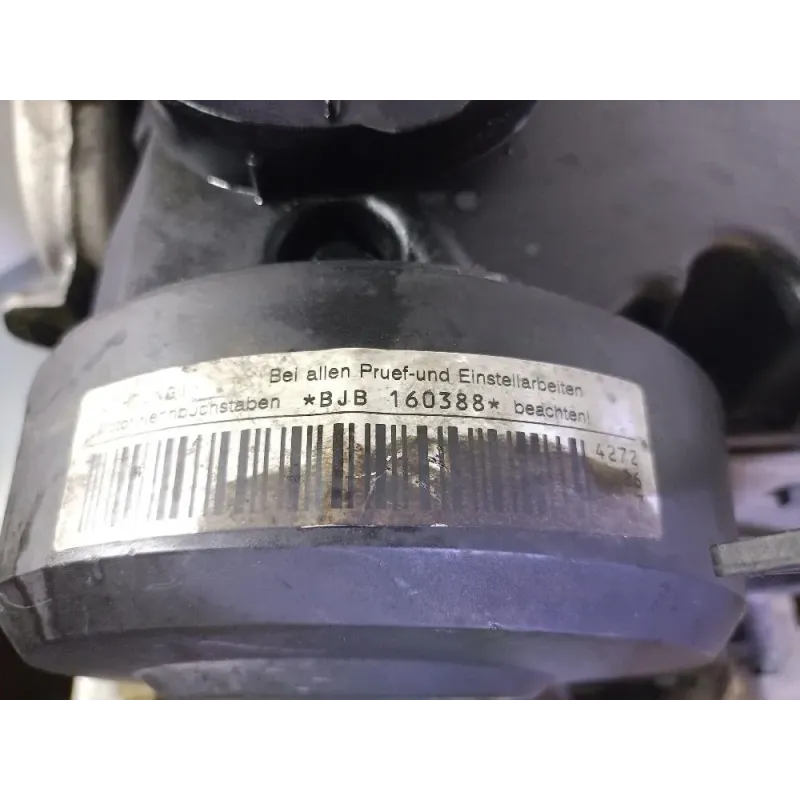 Bei allen Pruef-und Einstellarbeiten
*BJB 160388* beachten!
4272